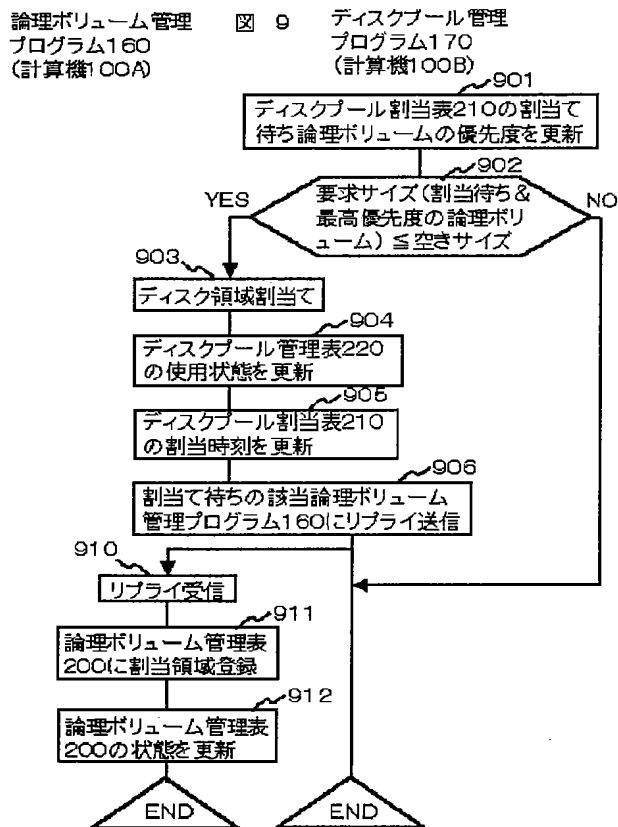 論理ボリューム管理
プログラム160
(計算機100A)
図 9
ディスクプール管理
プログラム170
(計算機100B)
901
ディスクプール割当表210の割当て
待ち論理ボリュームの優先度を更新
902
YES
要求サイズ(割当待ち&
最高優先度の論理ボリ
ューム)≦空きサイズ
NO
903
ディスク領域割当て
904
ディスクプール管理表220
の使用状態を更新
905
ディスクプール割当表210
の割当時刻を更新
906
割当て待ちの該当論理ボリューム
管理プログラム160にリプライ送信
910
リプライ受信
911
論理ボリューム管理表
200に割当領域登録
912
論理ボリューム管理表
200の状態を更新
END
END